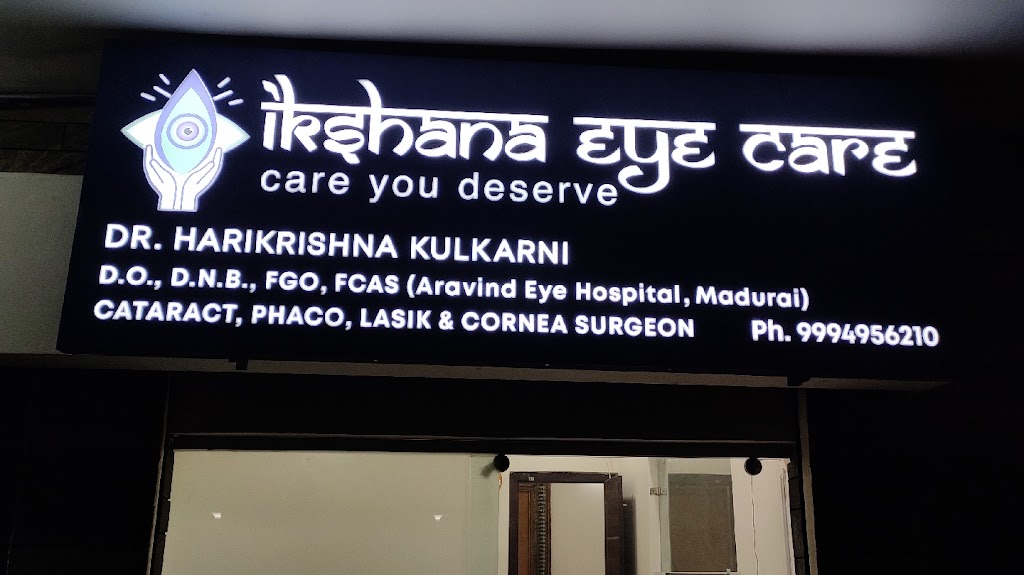 ikshana eye care
care you deserve
DR. HARIKRISHNA KULKARNI
D.O., D.N.B., FGO, FCAS (Aravind Eye Hospital, Madurai)
CATARACT, PHACO, LASIK & CORNEA SURGEON Ph. 9994956210